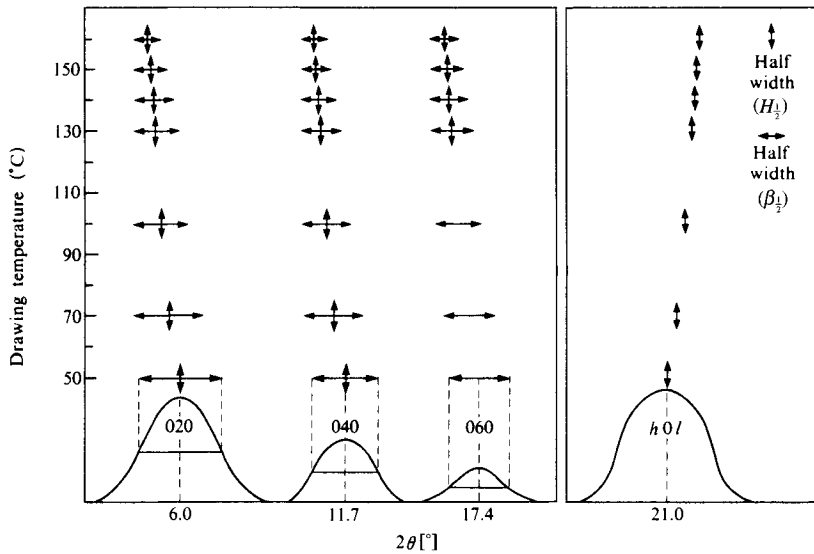 Drawing temperature (°C)
150
130
110
90
70
50
020
040
060
h 0 l
6.0
11.7
17.4
21.0
2θ[°]
Half
width
(H½)
Half
width
(β½)